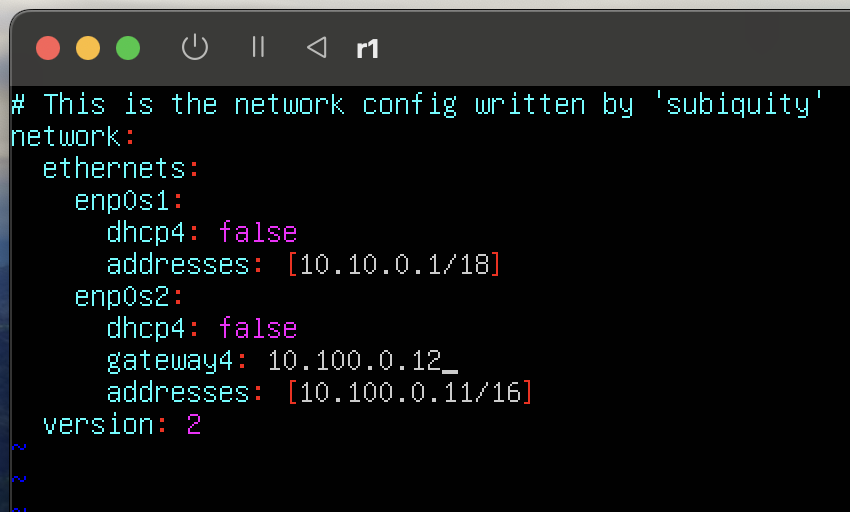 r1
# This is the network config written by 'subiquity'
network:
  ethernets:
    enp0s1:
      dhcp4: false
      addresses: [10.10.0.1/18]
    enp0s2:
      dhcp4: false
      gateway4: 10.100.0.12_
      addresses: [10.100.0.11/16]
  version: 2
~
~
~